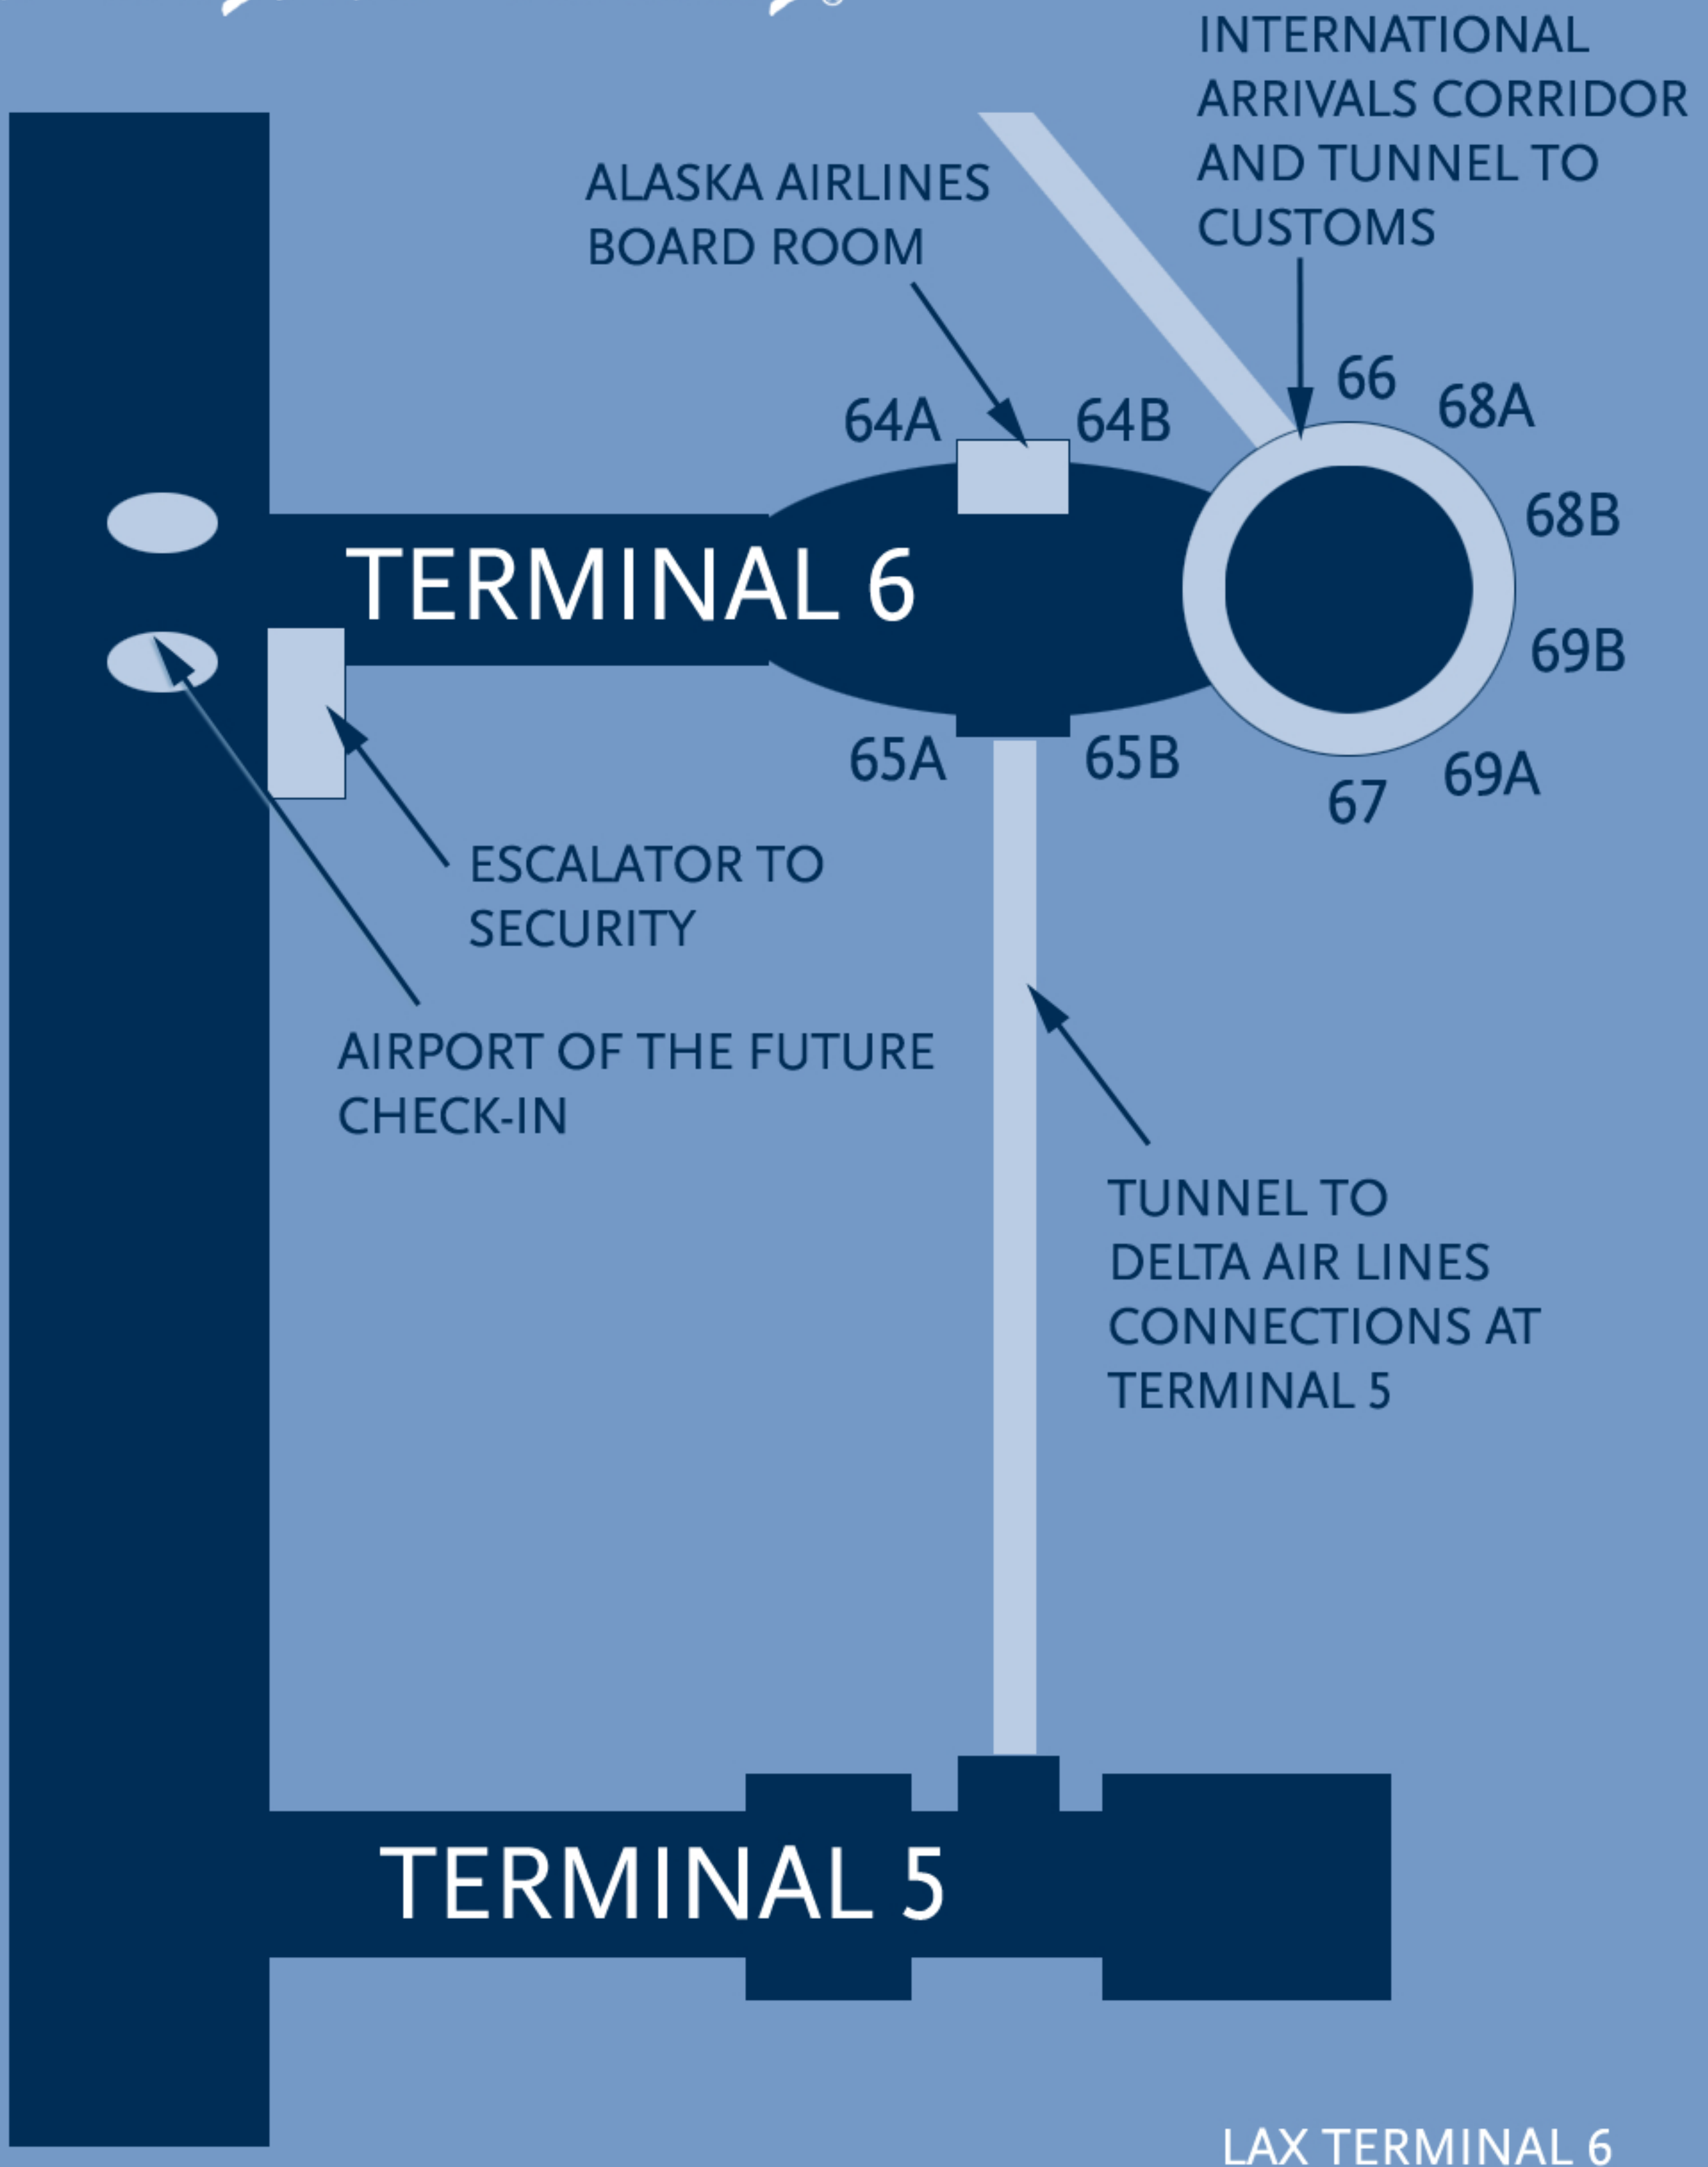 INTERNATIONAL
ARRIVALS CORRIDOR
AND TUNNEL TO
CUSTOMS
ALASKA AIRLINES
BOARD ROOM
66
68A
64A
64B
68B
TERMINAL 6
69B
65A
65B
69A
67
ESCALATOR TO
SECURITY
AIRPORT OF THE FUTURE
CHECK-IN
TUNNEL TO
DELTA AIR LINES
CONNECTIONS AT
TERMINAL 5
TERMINAL 5
LAX TERMINAL 6